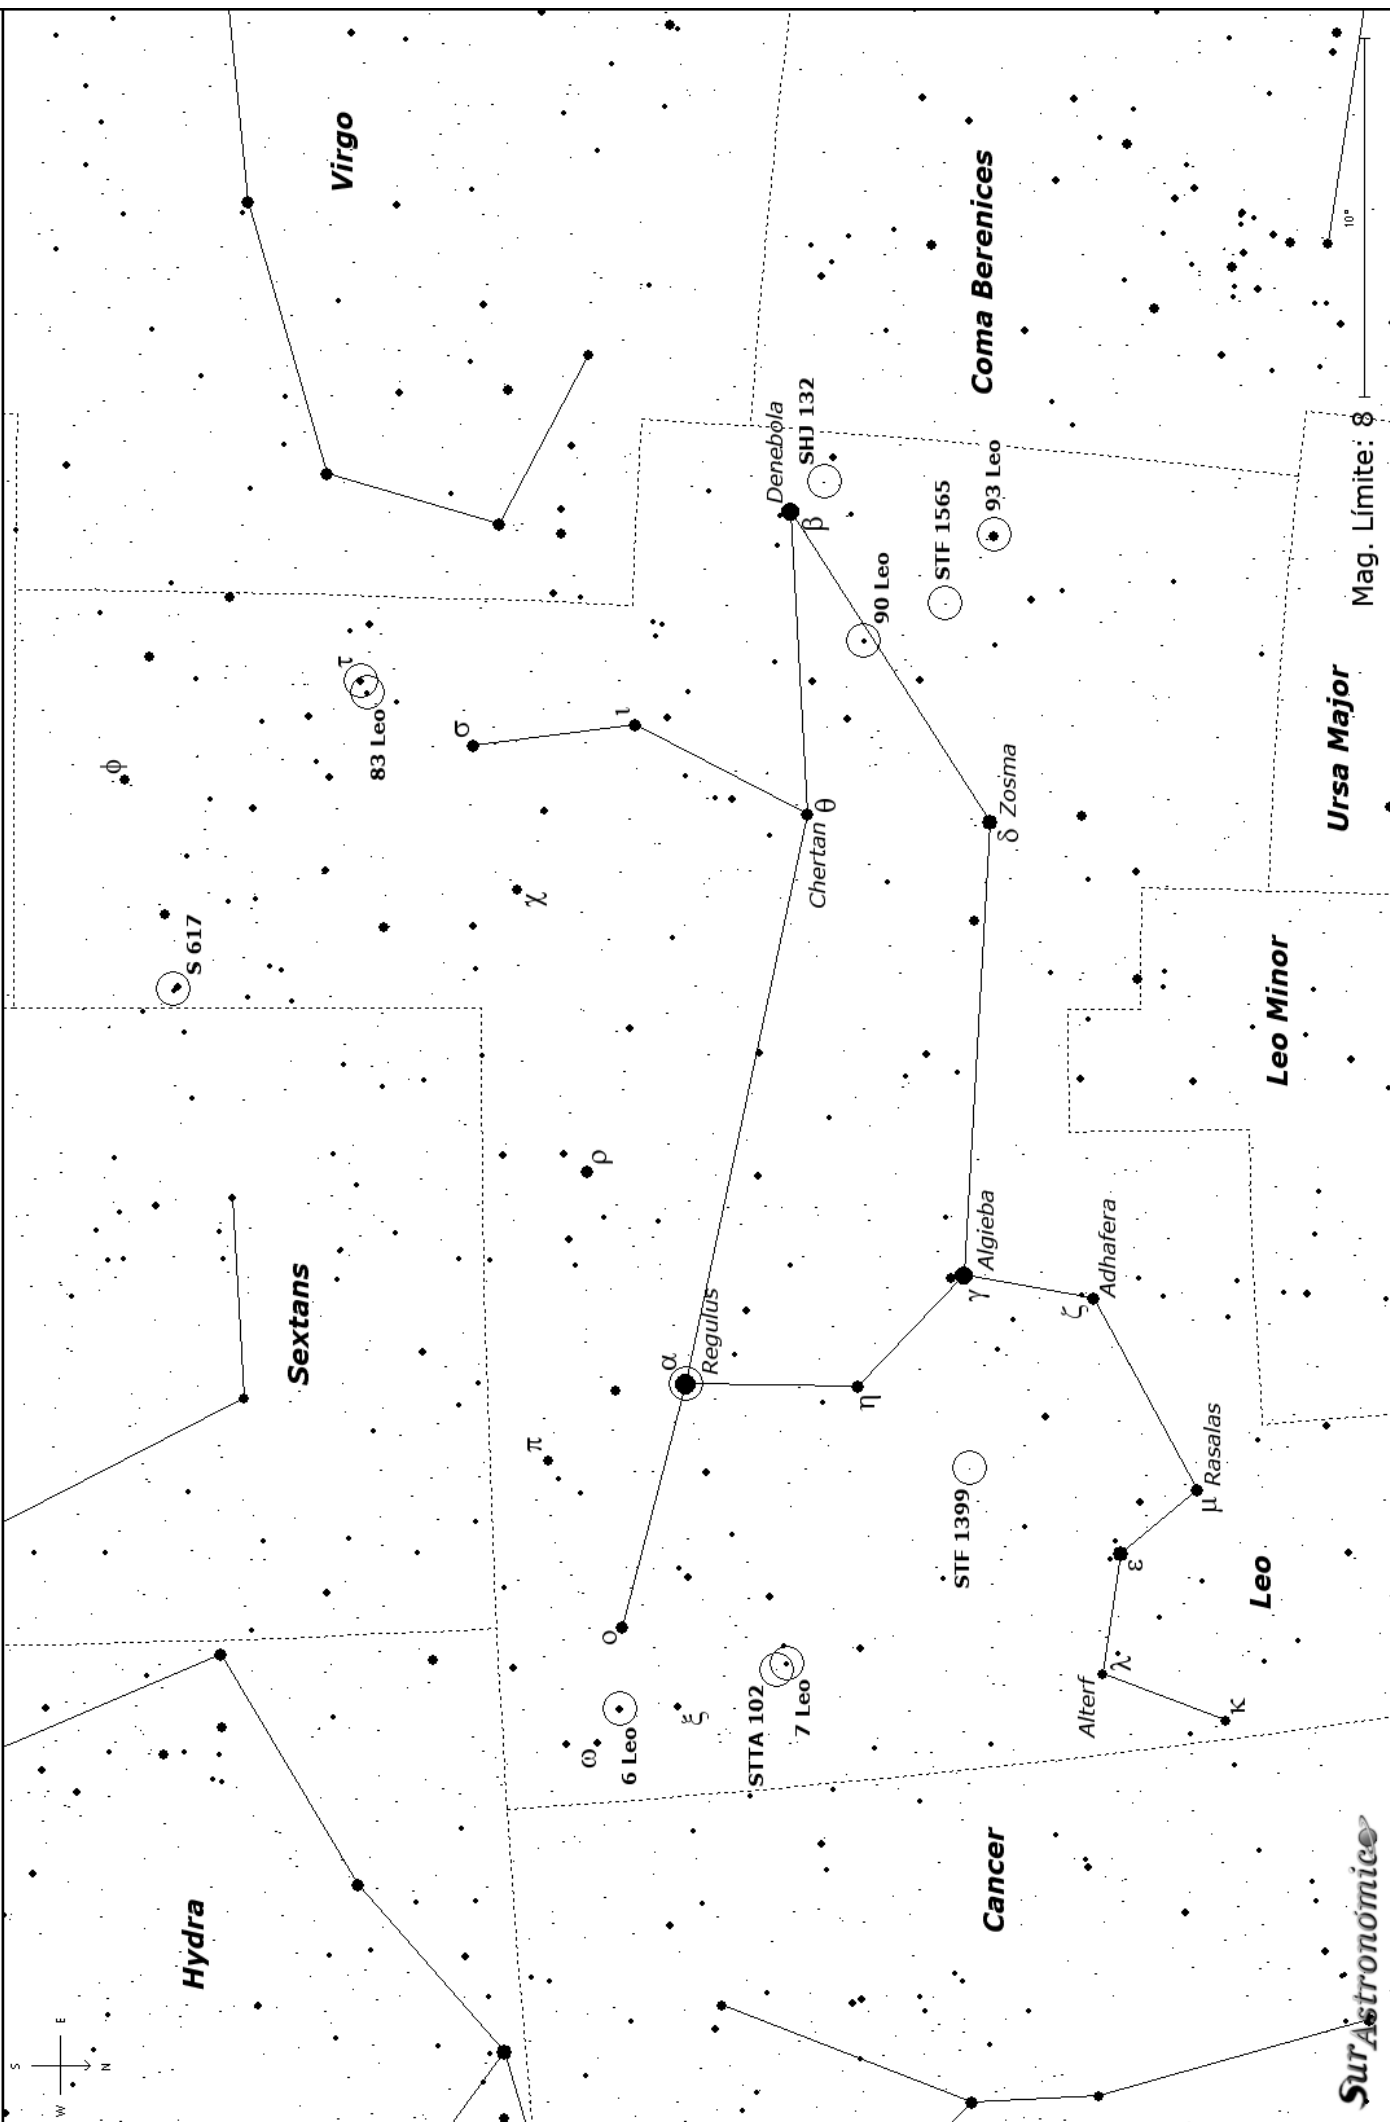 Virgo
Coma Berenices
10°
Denebola
β
SHJ 132
93 Leo
STF 1565
90 Leo
Mag. Límite: 8
τ
83 Leo
σ
ι
φ
Ursa Major
θ
Chertan
δ
Zosma
χ
S 617
Leo Minor
ρ
Sextans
Algieba
γ
Adhafera
ζ
α
Regulus
η
π
Rasalas
μ
STF 1399
ε
Leo
ο
λ
Alterf
κ
ξ
ω
6 Leo
STTA 102
7 Leo
Cancer
Hydra
S
E
N
W
SurAstronómico